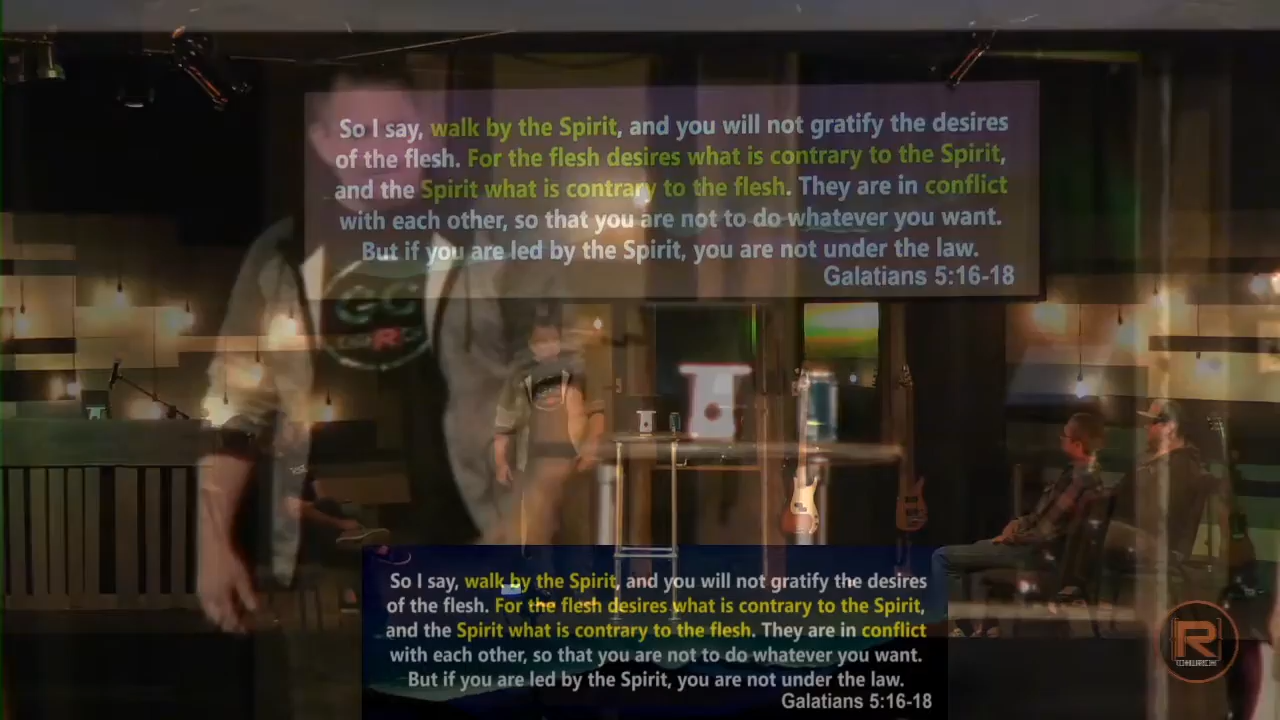 So I say, walk by the Spirit, and you will not gratify the desires
of the flesh. For the flesh desires what is contrary to the Spirit,
and the Spirit what is contrary to the flesh. They are in conflict
with each other, so that you are not to do whatever you want.
But if you are led by the Spirit, you are not under the law.
Galatians 5:16-18
GC
So I say, walk by the Spirit, and you will not gratify the desires
of the flesh. For the flesh desires what is contrary to the Spirit,
and the Spirit what is contrary to the flesh. They are in conflict
with each other, so that you are not to do whatever you want.
But if you are led by the Spirit, you are not under the law.
Galatians 5:16-18
R
CHURCH